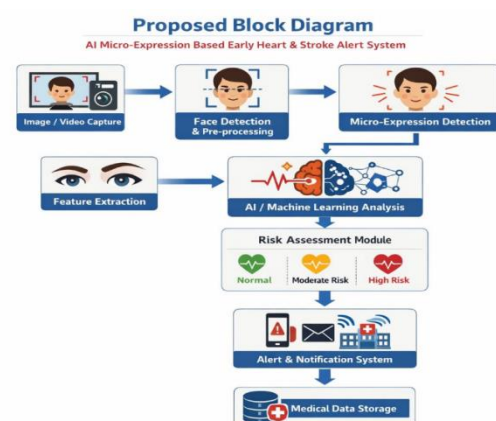 Proposed Block Diagram
AI Micro-Expression Based Early Heart & Stroke Alert System
Image / Video Capture
Face Detection
& Pre-processing
Micro-Expression Detection
Feature Extraction
AI / Machine Learning Analysis
Risk Assessment Module
Normal
Moderate Risk
High Risk
Alert & Notification System
Medical Data Storage